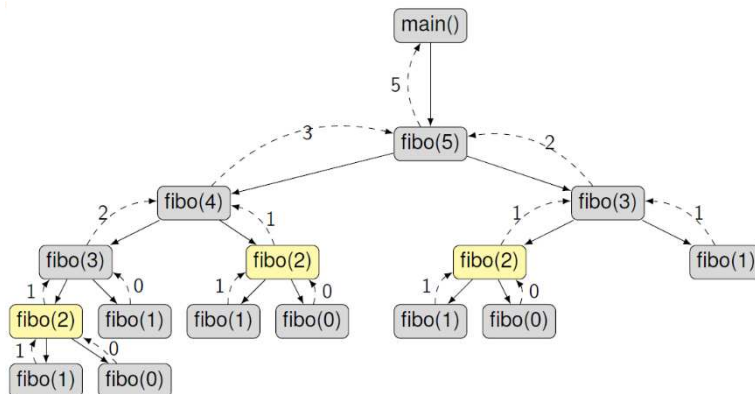 main()
5
3
fibo(5)
2
fibo(4)
fibo(3)
2
1
1
1
fibo(3)
fibo(2)
fibo(2)
fibo(1)
1
0
1
0
1
0
fibo(2)
fibo(1)
fibo(1)
fibo(0)
fibo(1)
fibo(0)
1
0
fibo(1)
fibo(0)